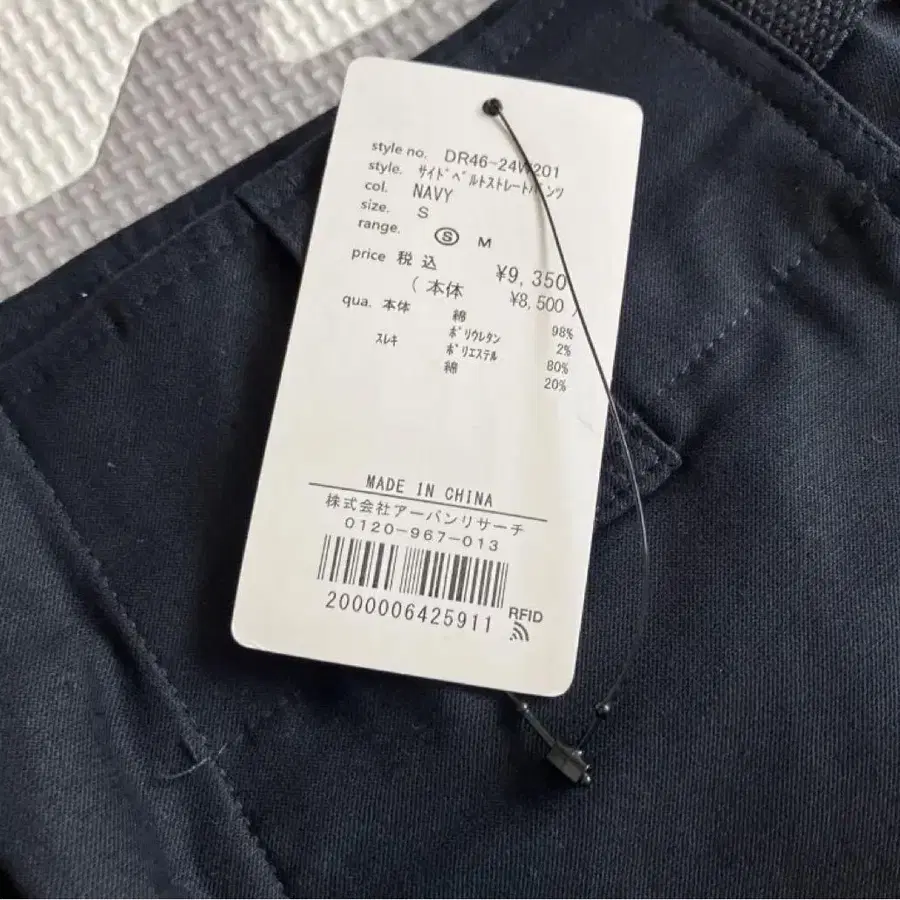 style no. DR46-24W201
style. サイドベルトストレートパンツ
col. NAVY
size. S
range. Ⓢ M
price 税込 ¥9,350
(本体 ¥8,500)
qua. 本体 綿 98%
ポリウレタン 2%
スレキ ポリエステル 80%
綿 20%
MADE IN CHINA
株式会社アーバンリサーチ
0120-967-013
2000006425911
RFID